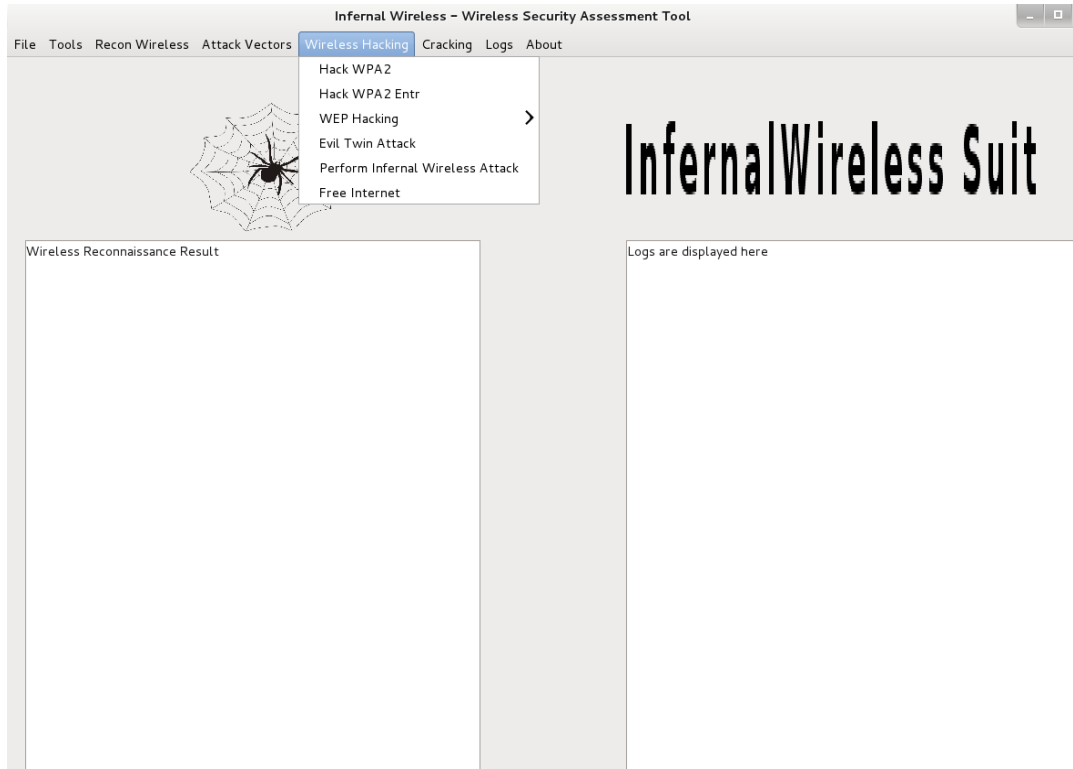 Infernal Wireless – Wireless Security Assessment Tool
File Tools Recon Wireless Attack Vectors Wireless Hacking Cracking Logs About
Hack WPA2
Hack WPA2 Entr
WEP Hacking
Evil Twin Attack
Perform Infernal Wireless Attack
Free Internet
InfernalWireless Suit
Wireless Reconnaissance Result
Logs are displayed here